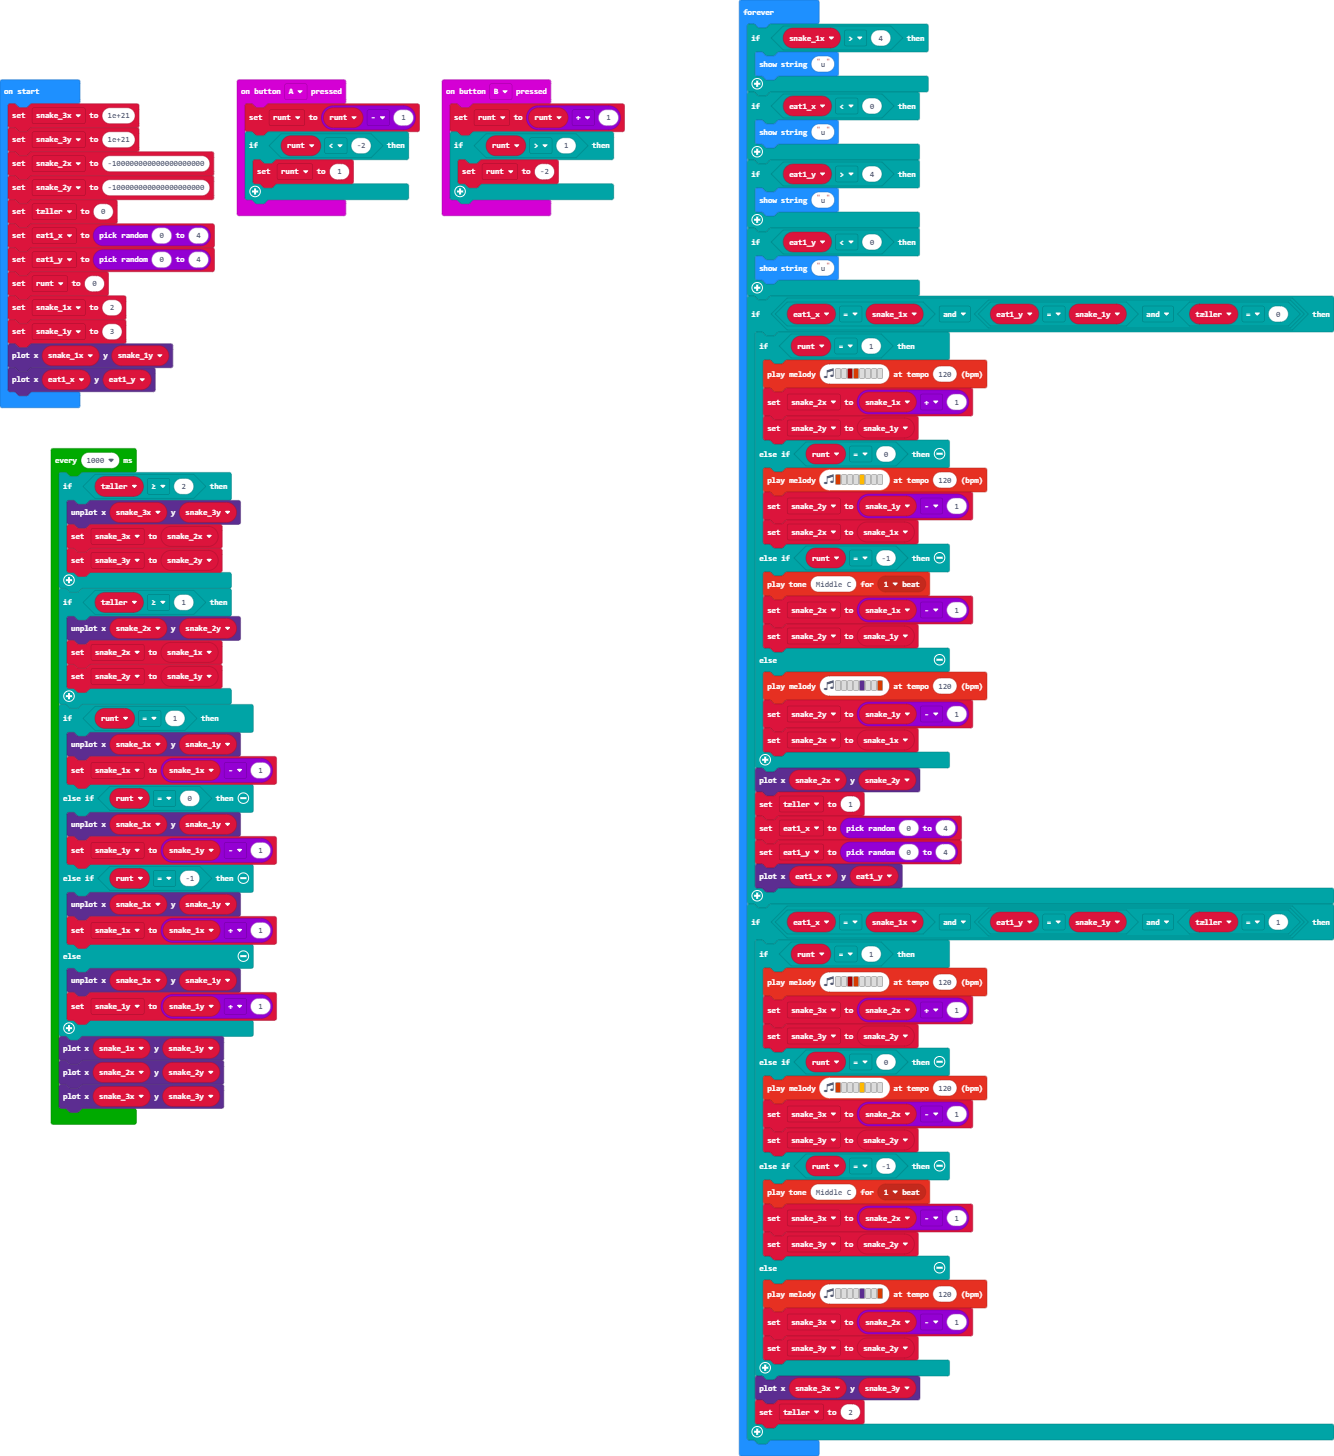 on start
set snake_3x to 1e+21
set snake_3y to 1e+21
set snake_2x to -1000000000000000000000
set snake_2y to -1000000000000000000000
set tæller to 0
set eat1_x to pick random 0 to 4
set eat1_y to pick random 0 to 4
set runt to 0
set snake_1x to 2
set snake_1y to 3
plot x snake_1x y snake_1y
plot x eat1_x y eat1_y
on button A pressed
set runt to runt - 1
if runt < -2 then
set runt to 1
on button B pressed
set runt to runt + 1
if runt > 1 then
set runt to -2
every 1000 ms
if tæller ≥ 2 then
unplot x snake_3x y snake_3y
set snake_3x to snake_2x
set snake_3y to snake_2y
if tæller ≥ 1 then
unplot x snake_2x y snake_2y
set snake_2x to snake_1x
set snake_2y to snake_1y
if runt = 1 then
unplot x snake_1x y snake_1y
set snake_1x to snake_1x - 1
else if runt = 0 then
unplot x snake_1x y snake_1y
set snake_1y to snake_1y - 1
else if runt = -1 then
unplot x snake_1x y snake_1y
set snake_1x to snake_1x + 1
else
unplot x snake_1x y snake_1y
set snake_1y to snake_1y + 1
plot x snake_1x y snake_1y
plot x snake_2x y snake_2y
plot x snake_3x y snake_3y
forever
if snake_1x > 4 then
show string "u"
if eat1_x < 0 then
show string "u"
if eat1_y > 4 then
show string "u"
if eat1_y < 0 then
show string "u"
if eat1_x = snake_1x and eat1_y = snake_1y and tæller = 0 then
if runt = 1 then
play melody at tempo 120 (bpm)
set snake_2x to snake_1x + 1
set snake_2y to snake_1y
else if runt = 0 then
play melody at tempo 120 (bpm)
set snake_2y to snake_1y - 1
set snake_2x to snake_1x
else if runt = -1 then
play tone Middle C for 1 beat
set snake_2x to snake_1x - 1
set snake_2y to snake_1y
else
play melody at tempo 120 (bpm)
set snake_2y to snake_1y - 1
set snake_2x to snake_1x
plot x snake_2x y snake_2y
set tæller to 1
set eat1_x to pick random 0 to 4
set eat1_y to pick random 0 to 4
plot x eat1_x y eat1_y
if eat1_x = snake_1x and eat1_y = snake_1y and tæller = 1 then
if runt = 1 then
play melody at tempo 120 (bpm)
set snake_3x to snake_2x + 1
set snake_3y to snake_2y
else if runt = 0 then
play melody at tempo 120 (bpm)
set snake_3x to snake_2x - 1
set snake_3y to snake_2y
else if runt = -1 then
play tone Middle C for 1 beat
set snake_3x to snake_2x - 1
set snake_3y to snake_2y
else
play melody at tempo 120 (bpm)
set snake_3x to snake_2x - 1
set snake_3y to snake_2y
plot x snake_3x y snake_3y
set tæller to 2